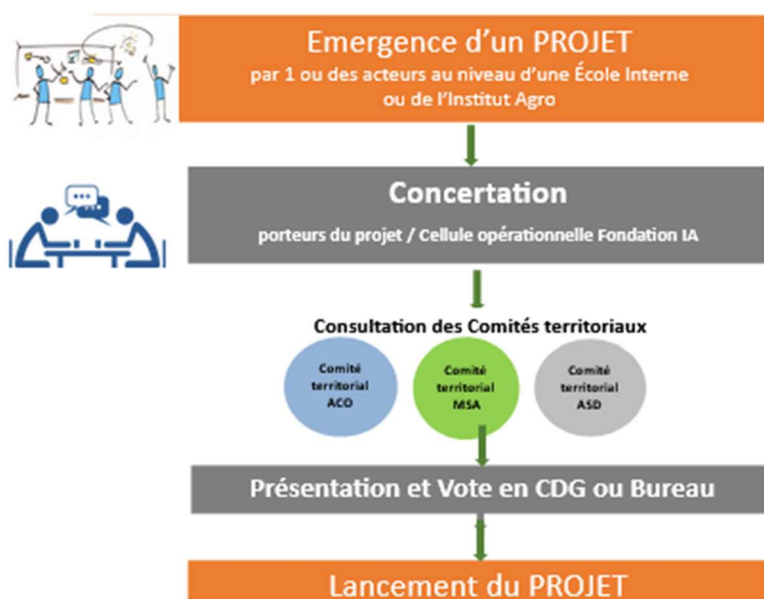 Emergence d'un PROJET
par 1 ou des acteurs au niveau d'une École Interne
ou de l'Institut Agro
Concertation
porteurs du projet / Cellule opérationnelle Fondation IA
Consultation des Comités territoriaux
Comité
territorial
ACO
Comité
territorial
MSA
Comité
territorial
ASD
Présentation et Vote en CDG ou Bureau
Lancement du PROJET